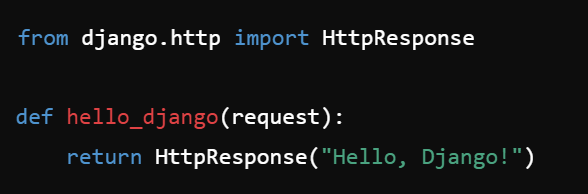 from django.http import HttpResponse
def hello_django(request):
    return HttpResponse("Hello, Django!")